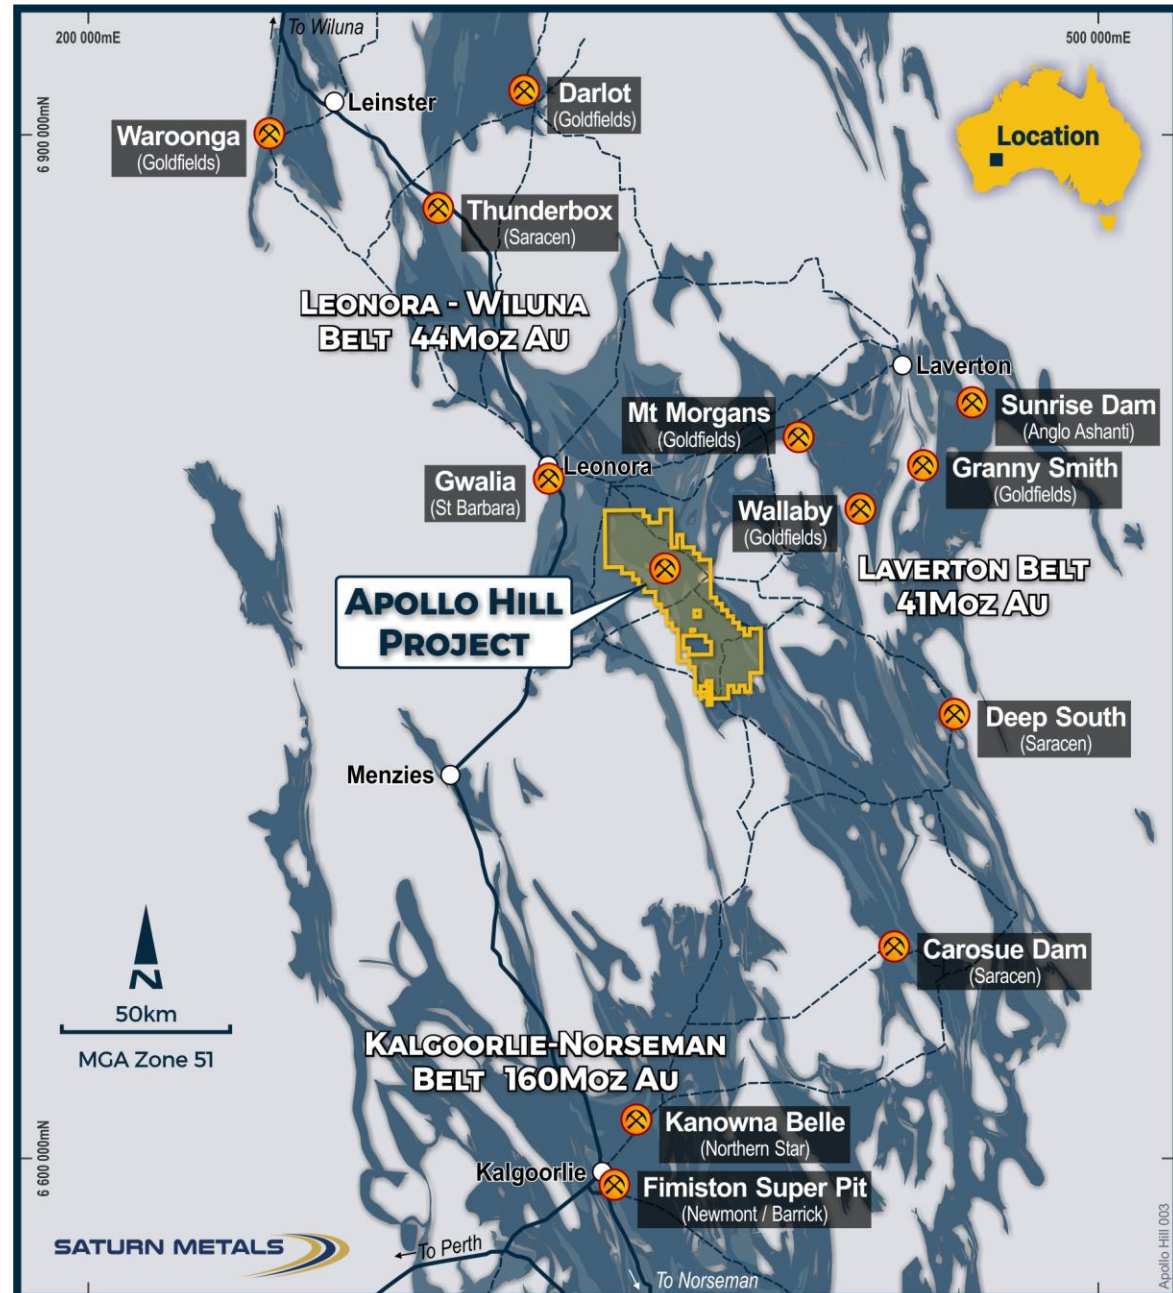 200 000mE
To Wiluna
500 000mE
6 900 000mN
Leinster
Darlot
(Goldfields)
Waroonga
(Goldfields)
Location
Thunderbox
(Saracen)
LEONORA - WILUNA
BELT 44MOZ AU
Laverton
Mt Morgans
(Goldfields)
Sunrise Dam
(Anglo Ashanti)
Leonora
Gwalia
(St Barbara)
Granny Smith
(Goldfields)
Wallaby
(Goldfields)
LAVERTON BELT
41MOZ AU
APOLLO HILL
PROJECT
Deep South
(Saracen)
Menzies
N
50km
MGA Zone 51
Carosue Dam
(Saracen)
KALGOORLIE-NORSEMAN
BELT 160MOZ AU
Kanowna Belle
(Northern Star)
6 600 000mN
Kalgoorlie
Fimiston Super Pit
(Newmont / Barrick)
SATURN METALS
To Perth
To Norseman
Apollo Hill 003